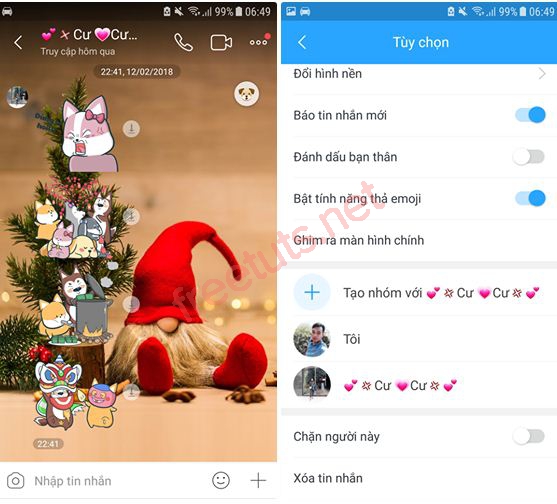 99% 06:49
💕 💢 Cư 💗Cư...
Truy cập hôm qua
22:41, 12/02/2018
22:41
Nhập tin nhắn
99% 06:49
Tùy chọn
Đổi hình nền
Báo tin nhắn mới
Đánh dấu bạn thân
Bật tính năng thả emoji
Ghim ra màn hình chính
Tạo nhóm với 💕 💢 Cư 💗Cư 💢 💕
Tôi
💕 💢 Cư 💗Cư 💢 💕
Chặn người này
Xóa tin nhắn
freetuts.net